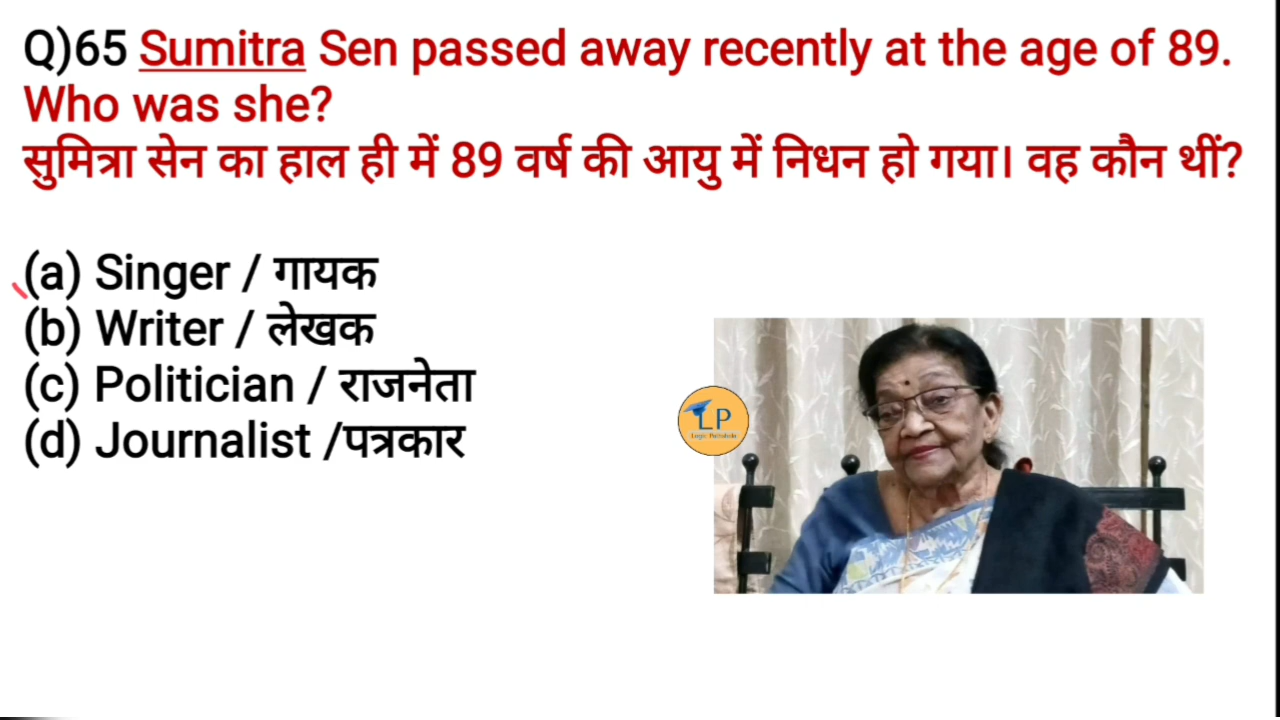 Q)65 Sumitra Sen passed away recently at the age of 89.
Who was she?
सुमित्रा सेन का हाल ही में 89 वर्ष की आयु में निधन हो गया। वह कौन थीं?
(a) Singer / गायक
(b) Writer / लेखक
(c) Politician / राजनेता
(d) Journalist /पत्रकार
LP